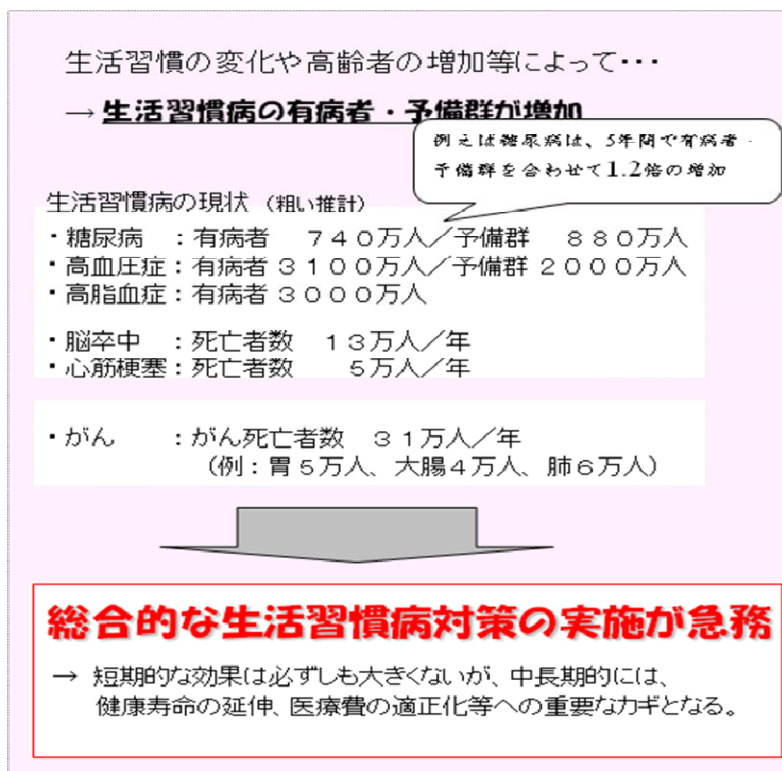 生活習慣の変化や高齢者の増加等によって・・・
→ 生活習慣病の有病者・予備群が増加
例えば糖尿病は、5年間で有病者・
予備群を合わせて1.2倍の増加
生活習慣病の現状 (粗い推計)
・糖尿病 :有病者 740万人/予備群 880万人
・高血圧症:有病者3100万人/予備群2000万人
・高脂血症:有病者3000万人
・脳卒中 :死亡者数 13万人/年
・心筋梗塞:死亡者数 5万人/年
・がん :がん死亡者数 31万人/年
(例:胃5万人、大腸4万人、肺6万人)
総合的な生活習慣病対策の実施が急務
→ 短期的な効果は必ずしも大きくないが、中長期的には、
健康寿命の延伸、医療費の適正化等への重要なカギとなる。